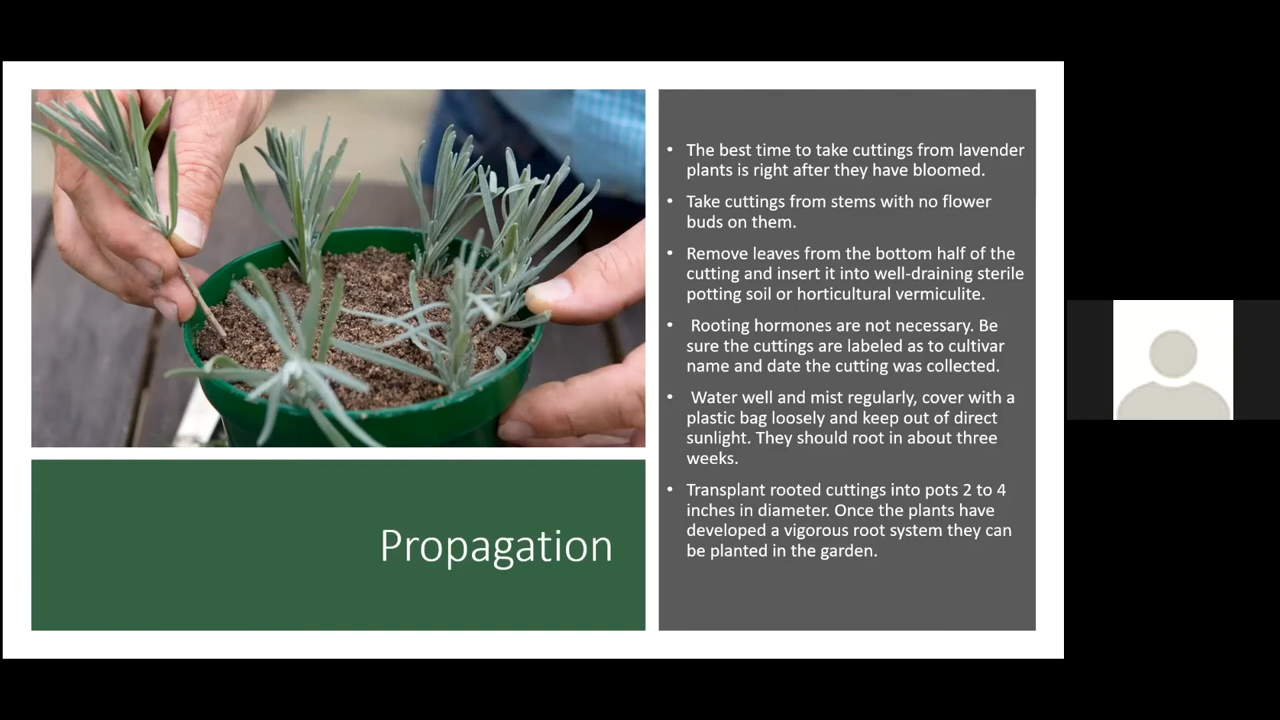 Propagation
• The best time to take cuttings from lavender
plants is right after they have bloomed.
• Take cuttings from stems with no flower
buds on them.
• Remove leaves from the bottom half of the
cutting and insert it into well-draining sterile
potting soil or horticultural vermiculite.
• Rooting hormones are not necessary. Be
sure the cuttings are labeled as to cultivar
name and date the cutting was collected.
• Water well and mist regularly, cover with a
plastic bag loosely and keep out of direct
sunlight. They should root in about three
weeks.
• Transplant rooted cuttings into pots 2 to 4
inches in diameter. Once the plants have
developed a vigorous root system they can
be planted in the garden.